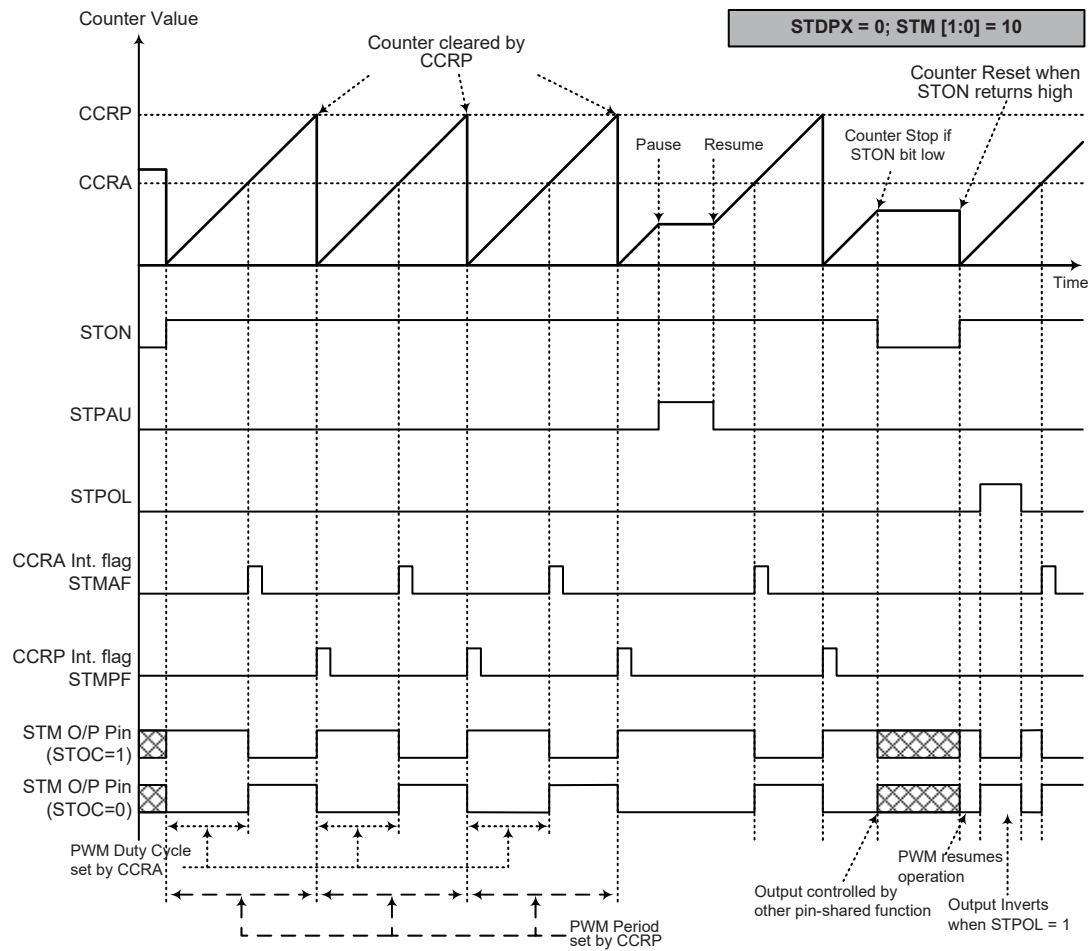 Counter Value
STDPX = 0; STM [1:0] = 10
Counter cleared by
CCRP
Counter Reset when
STON returns high
CCRP
Pause
Resume
Counter Stop if
STON bit low
CCRA
Time
STON
STPAU
STPOL
CCRA Int. flag
STMAF
CCRP Int. flag
STMPF
STM O/P Pin
(STOC=1)
STM O/P Pin
(STOC=0)
PWM Duty Cycle
set by CCRA
PWM resumes
operation
Output controlled by
other pin-shared function
Output Inverts
when STPOL = 1
PWM Period
set by CCRP